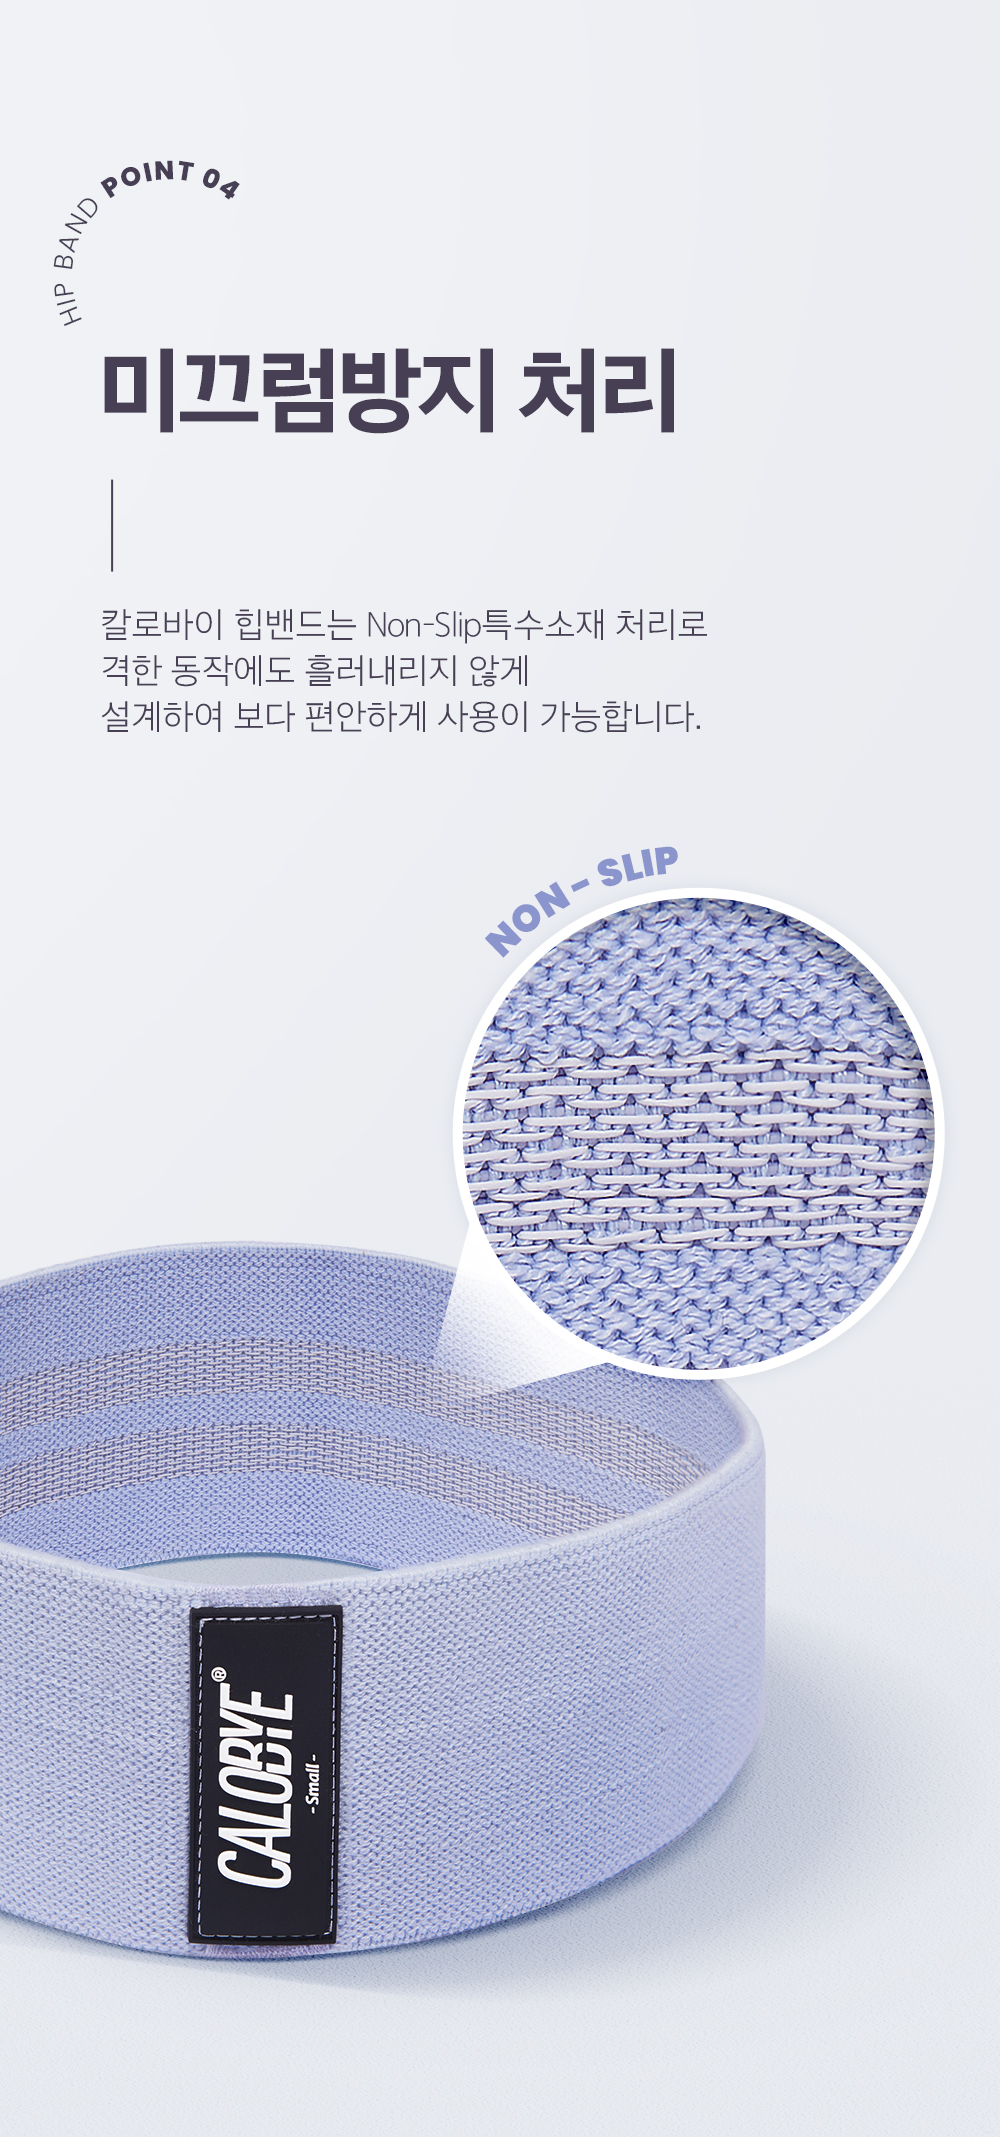 HIP BAND POINT 04
미끄럼방지 처리
칼로바이 힙밴드는 Non-Slip특수소재 처리로
격한 동작에도 흘러내리지 않게
설계하여 보다 편안하게 사용이 가능합니다.
NON - SLIP
CALOBYE®
- Small -